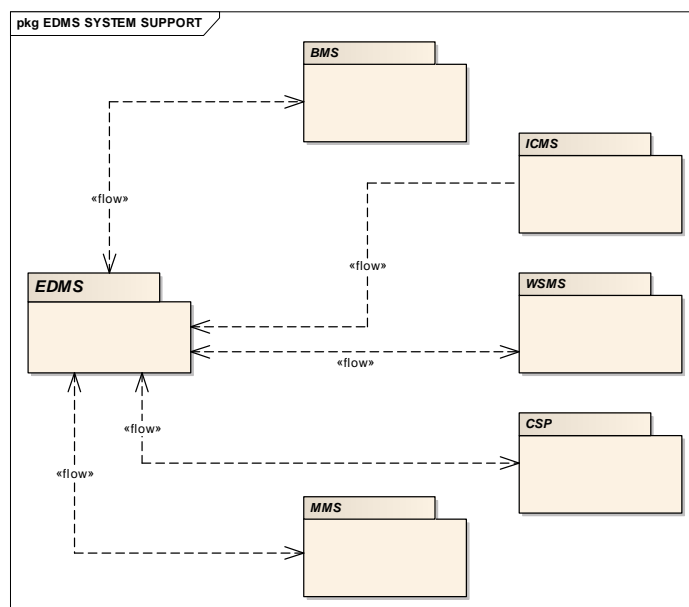 pkg EDMS SYSTEM SUPPORT
BMS
ICMS
«flow»
«flow»
EDMS
WSMS
«flow»
CSP
«flow»
«flow»
MMS